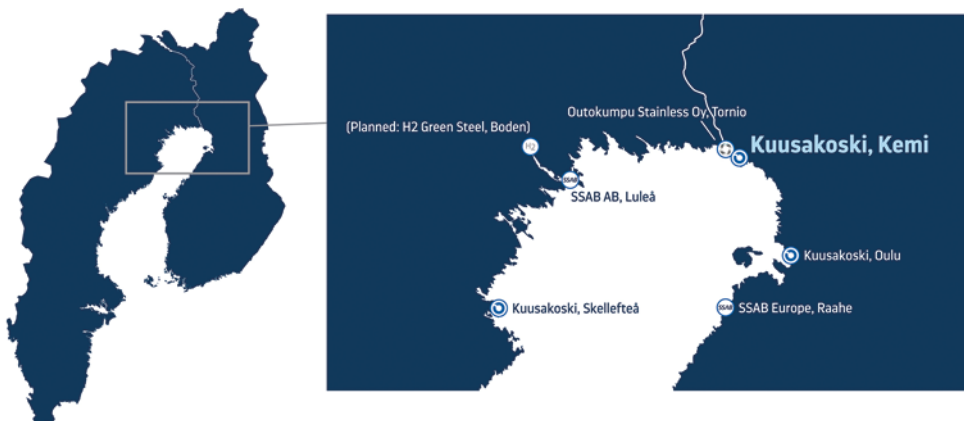 Outokumpu Stainless Oy, Tornio
(Planned: H2 Green Steel, Boden)
Kuusakoski, Kemi
H2
SSAB
SSAB AB, Luleå
Kuusakoski, Oulu
Kuusakoski, Skellefteå
SSAB
SSAB Europe, Raahe